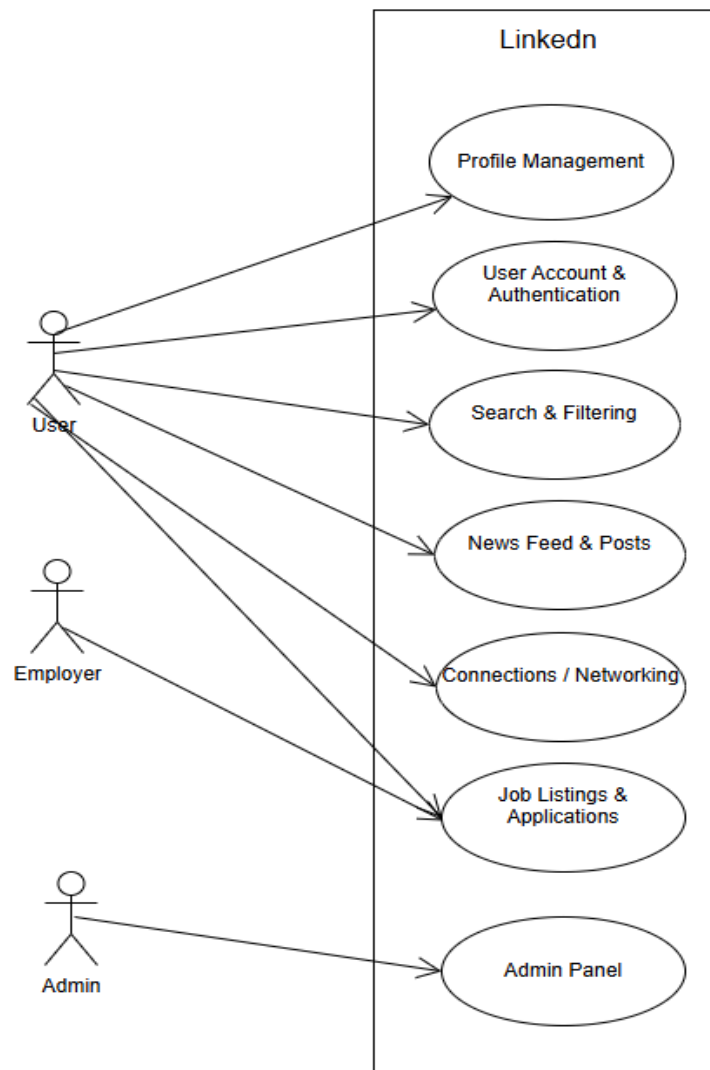 Linkedn
Profile Management
User Account &
Authentication
Search & Filtering
User
News Feed & Posts
Employer
Connections / Networking
Job Listings &
Applications
Admin
Admin Panel